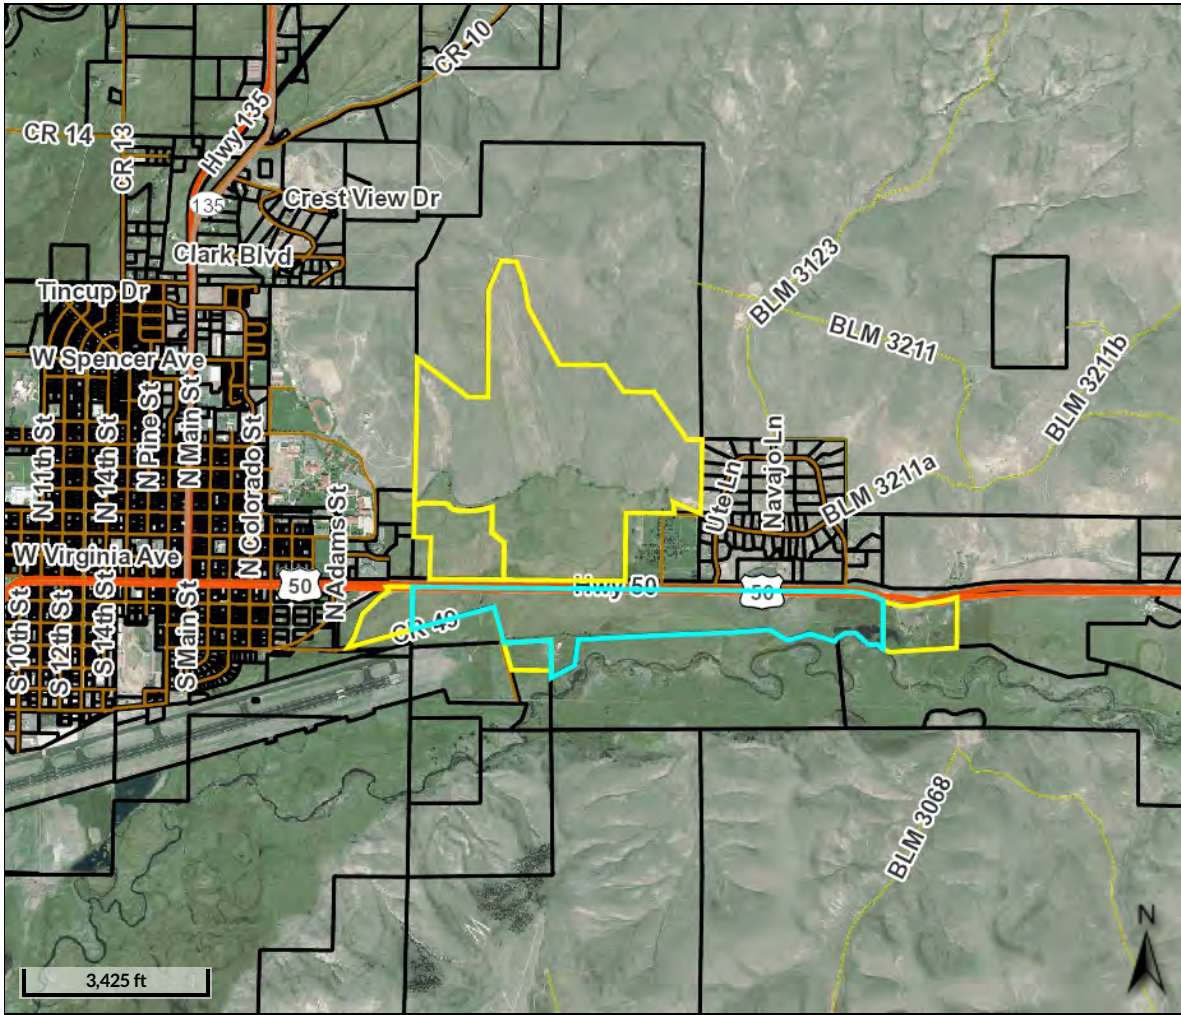 CR 10
CR 14
CR 13
Hwy 135
135
Crest View Dr
Clark Blvd
Tincup Dr
W Spencer Ave
BLM 3123
BLM 3211
BLM 3211b
N 11th St
N 14th St
N Pine St
N Main St
N Colorado St
N Adams St
Ute Ln
Navajo Ln
BLM 3211a
W Virginia Ave
50
Hwy 50
50
CR 49
S 10th St
S 12th St
S 14th St
S Main St
BLM 3068
N
3,425 ft